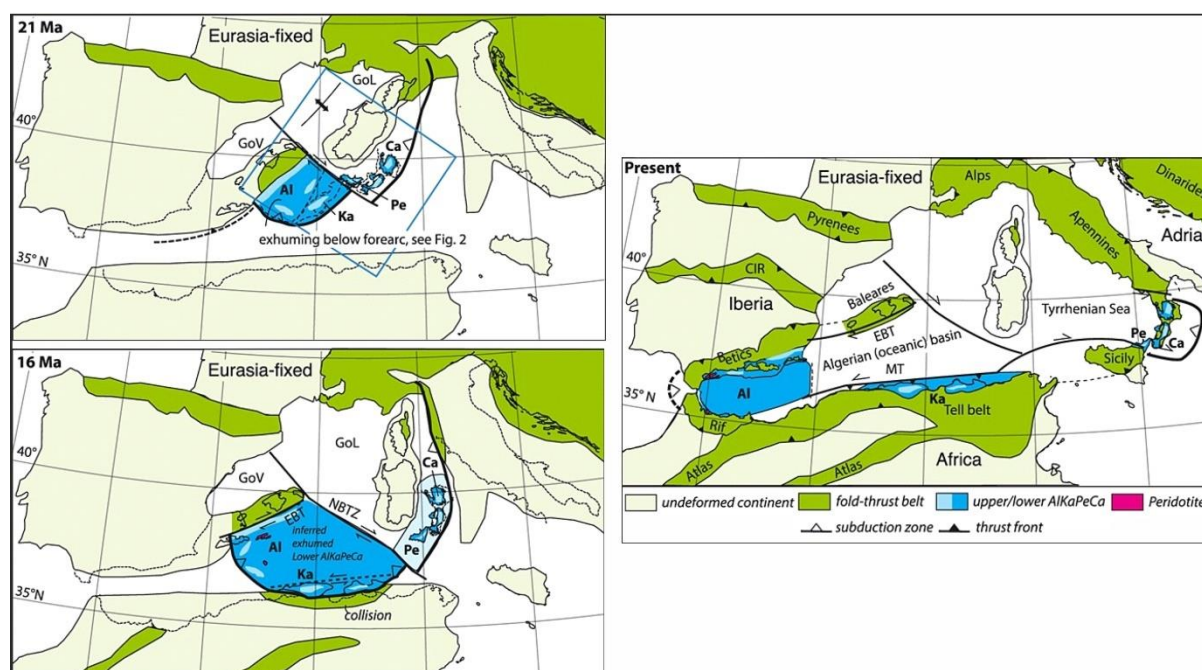 21 Ma
Eurasia-fixed
GoL
40°
GoV
Ca
Al
Pe
Ka
exhuming below forearc, see Fig. 2
35°N
16 Ma
Eurasia-fixed
GoL
40°
GoV
Ca
EBT
NBTZ
Al
inferred
exhumed
Lower AlKaPeCa
Pe
Ka
35°N
collision
Present
Eurasia-fixed
Alps
Dinarides
Pyrenees
Apennines
Adria
40°
CIR
Iberia
Baleares
Tyrrhenian Sea
EBT
Pe
Ca
Betics
Algerian (oceanic) basin
Sicily
MT
35°N
Al
Ka
Tell belt
Rif
Atlas
Atlas
Africa
undeformed continent
fold-thrust belt
upper/lower AlKaPeCa
Peridotite
subduction zone
thrust front